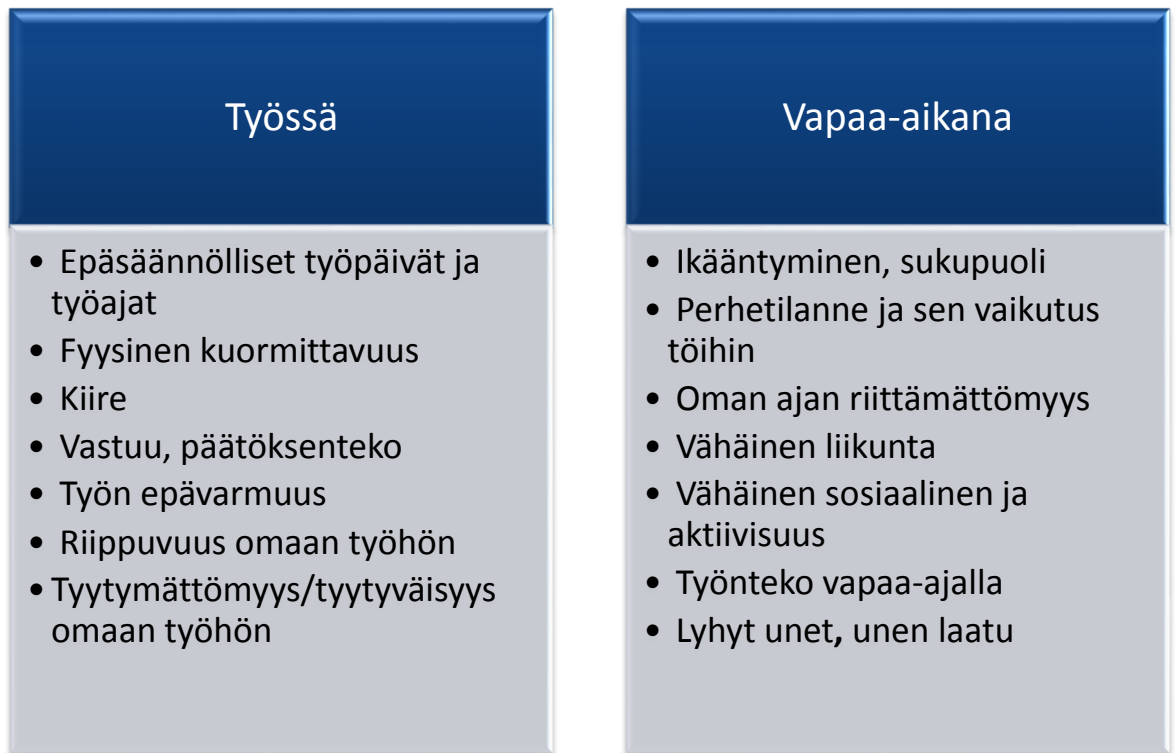 Työssä
• Epäsäännölliset työpäivät ja
työajat
• Fyysinen kuormittavuus
• Kiire
• Vastuu, päätöksenteko
• Työn epävarmuus
• Riippuvuus omaan työhön
• Tyytymättömyys/tyytyväisyys
omaan työhön
Vapaa-aikana
• Ikääntyminen, sukupuoli
• Perhetilanne ja sen vaikutus
töihin
• Oman ajan riittämättömyys
• Vähäinen liikunta
• Vähäinen sosiaalinen ja
aktiivisuus
• Työnteko vapaa-ajalla
• Lyhyt unet, unen laatu